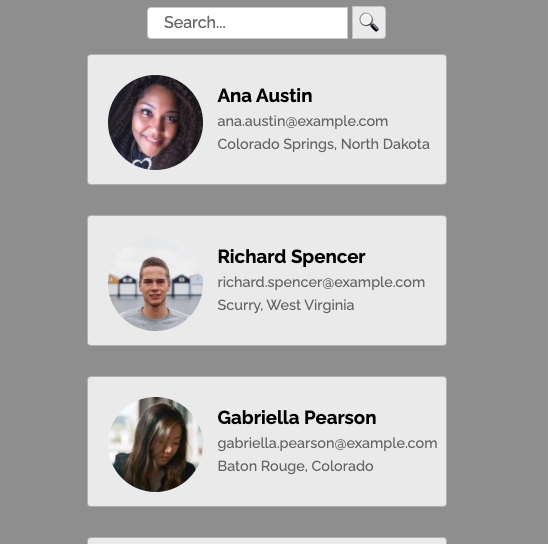 Search...
Ana Austin
ana.austin@example.com
Colorado Springs, North Dakota
Richard Spencer
richard.spencer@example.com
Scurry, West Virginia
Gabriella Pearson
gabriella.pearson@example.com
Baton Rouge, Colorado